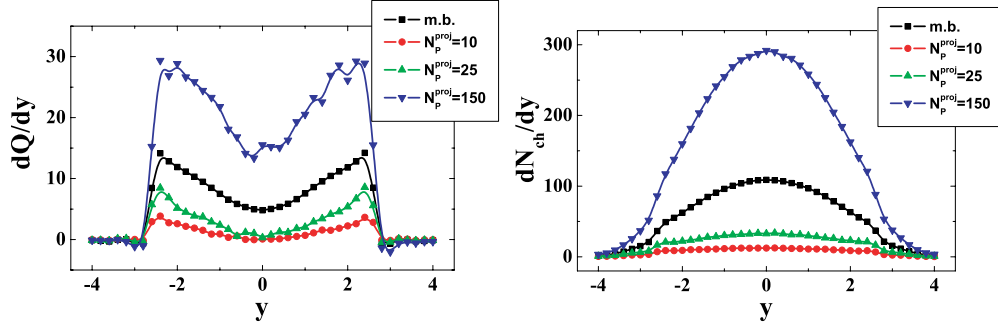 m.b.
N_P^proj=10
N_P^proj=25
N_P^proj=150
dQ/dy
30
20
10
0
-4 -2 0 2 4
y
m.b.
N_P^proj=10
N_P^proj=25
N_P^proj=150
dN_ch/dy
300
200
100
0
-4 -2 0 2 4
y